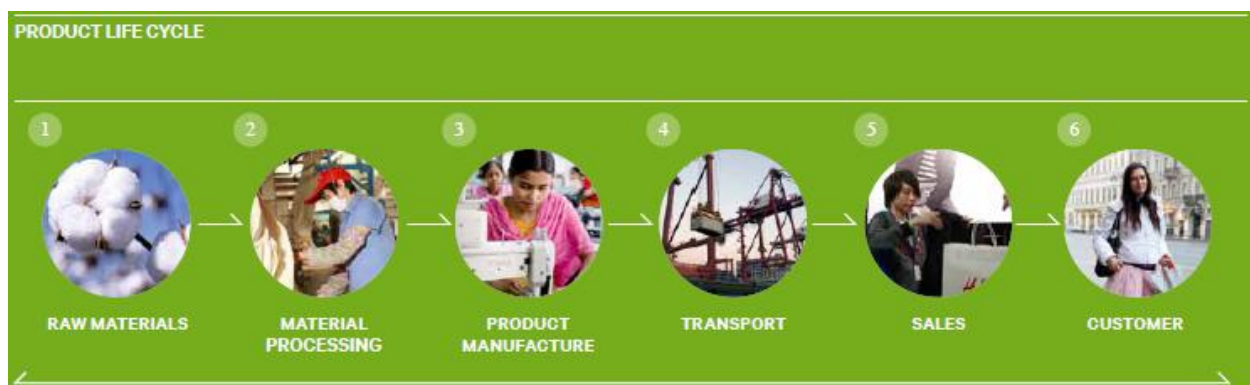 PRODUCT LIFE CYCLE
1
2
3
4
5
6
RAW MATERIALS
MATERIAL
PROCESSING
PRODUCT
MANUFACTURE
TRANSPORT
SALES
CUSTOMER